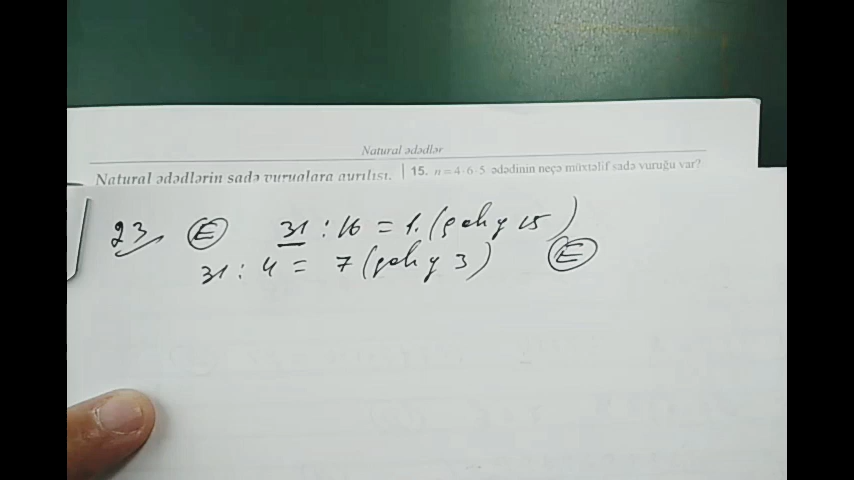 Natural ədədlər
Natural ədədlərin sadə vuruqlara ayrılışı.
15. n = 4 · 6 · 5 ədədinin neçə müxtəlif sadə vuruğu var?
23. E 31 : 16 = 1. (qalıq 15)
31 : 4 = 7 (qalıq 3) E